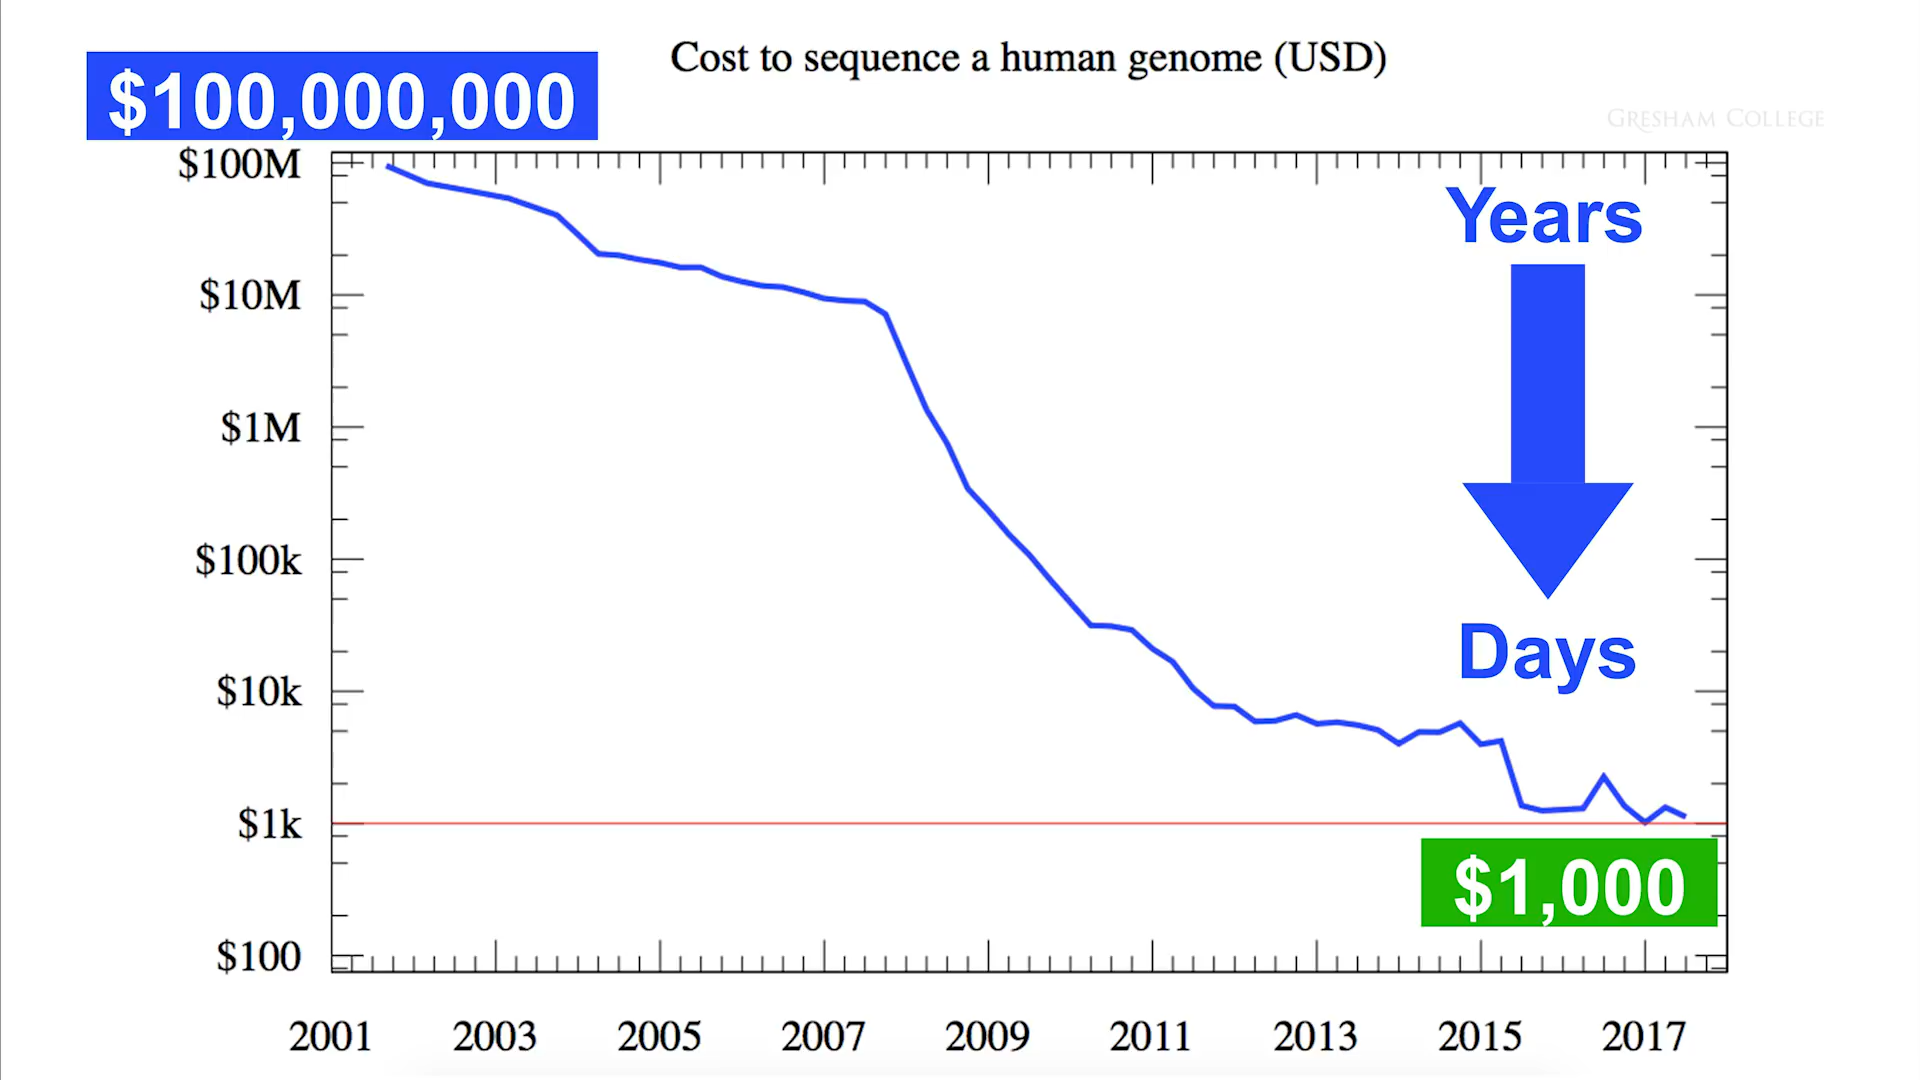 Cost to sequence a human genome (USD)
$100,000,000
GRESHAM COLLEGE
$100M
Years
$10M
$1M
$100k
Days
$10k
$1k
$1,000
$100
2001 2003 2005 2007 2009 2011 2013 2015 2017